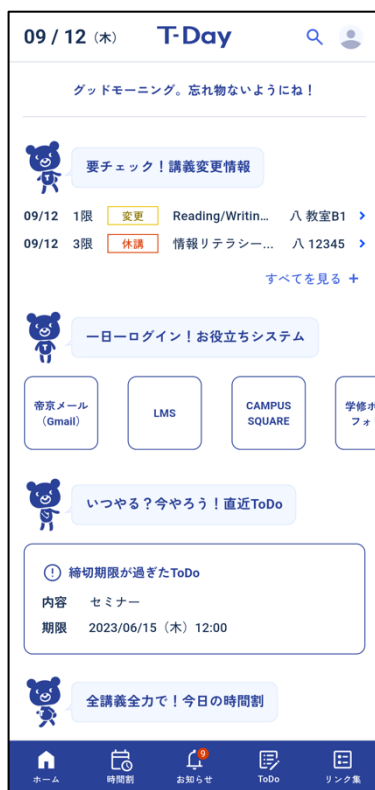 09 / 12 (木) T-Day
グッドモーニング。忘れ物ないようにね！
要チェック！講義変更情報
09/12 1限 変更 Reading/Writin... 八 教室B1
09/12 3限 休講 情報リテラシー... 八 12345
すべてを見る +
一日一ログイン！お役立ちシステム
帝京メール
（Gmail）
LMS
CAMPUS
SQUARE
学修ポ
フォ
いつやる？今やろう！直近ToDo
締切期限が過ぎたToDo
内容 セミナー
期限 2023/06/15（木）12:00
全講義全力で！今日の時間割
9
ホーム 時間割 お知らせ ToDo リンク集